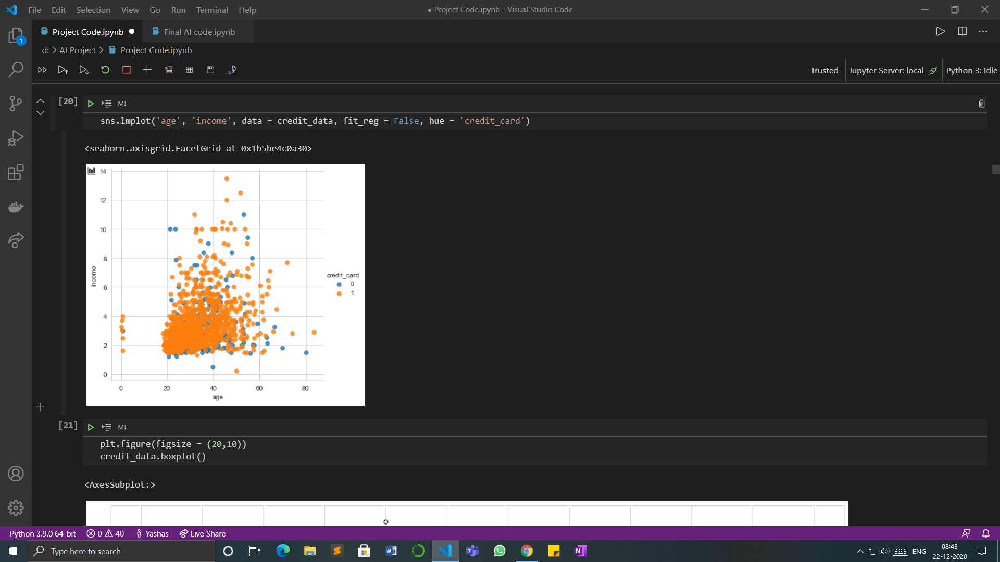 File Edit Selection View Go Run Terminal Help
● Project Code.ipynb - Visual Studio Code
1
Project Code.ipynb ●
Final AI code.ipynb
d: > AI Project > Project Code.ipynb
Trusted
Jupyter Server: local
Python 3: Idle
[20]
M↓
sns.lmplot('age', 'income', data = credit_data, fit_reg = False, hue = 'credit_card')
<seaborn.axisgrid.FacetGrid at 0x1b5be4c0a30>
14
12
10
8
6
4
2
0
income
0 20 40 60 80
age
credit_card
0
1
[21]
M↓
plt.figure(figsize = (20,10))
credit_data.boxplot()
<AxesSubplot:>
Python 3.9.0 64-bit 0 40 Yashas Live Share
Type here to search
ENG
08:43
22-12-2020